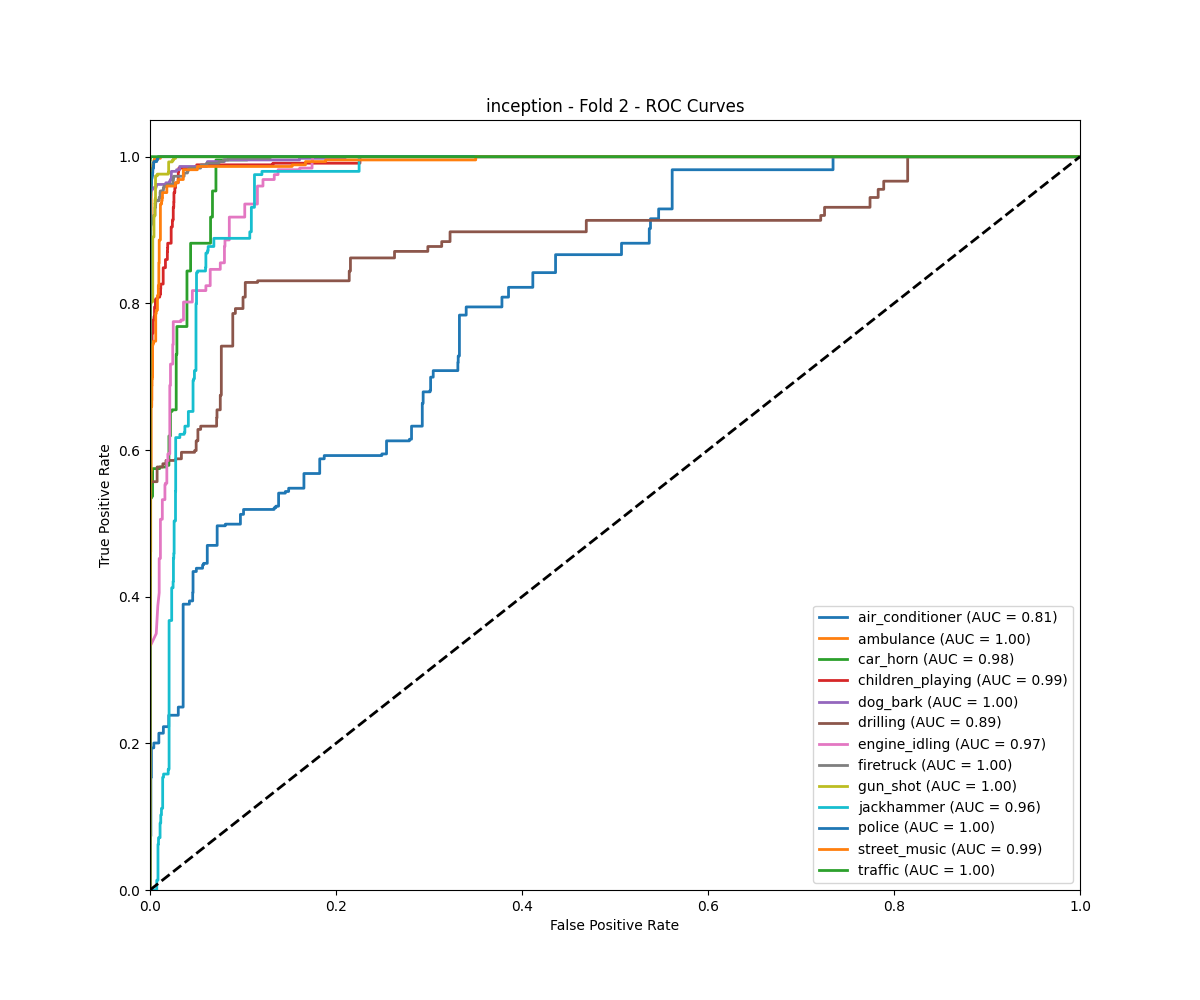 inception - Fold 2 - ROC Curves
1.0
0.8
0.6
0.4
0.2
0.0
True Positive Rate
0.0 0.2 0.4 0.6 0.8 1.0
False Positive Rate
air_conditioner (AUC = 0.81)
ambulance (AUC = 1.00)
car_horn (AUC = 0.98)
children_playing (AUC = 0.99)
dog_bark (AUC = 1.00)
drilling (AUC = 0.89)
engine_idling (AUC = 0.97)
firetruck (AUC = 1.00)
gun_shot (AUC = 1.00)
jackhammer (AUC = 0.96)
police (AUC = 1.00)
street_music (AUC = 0.99)
traffic (AUC = 1.00)